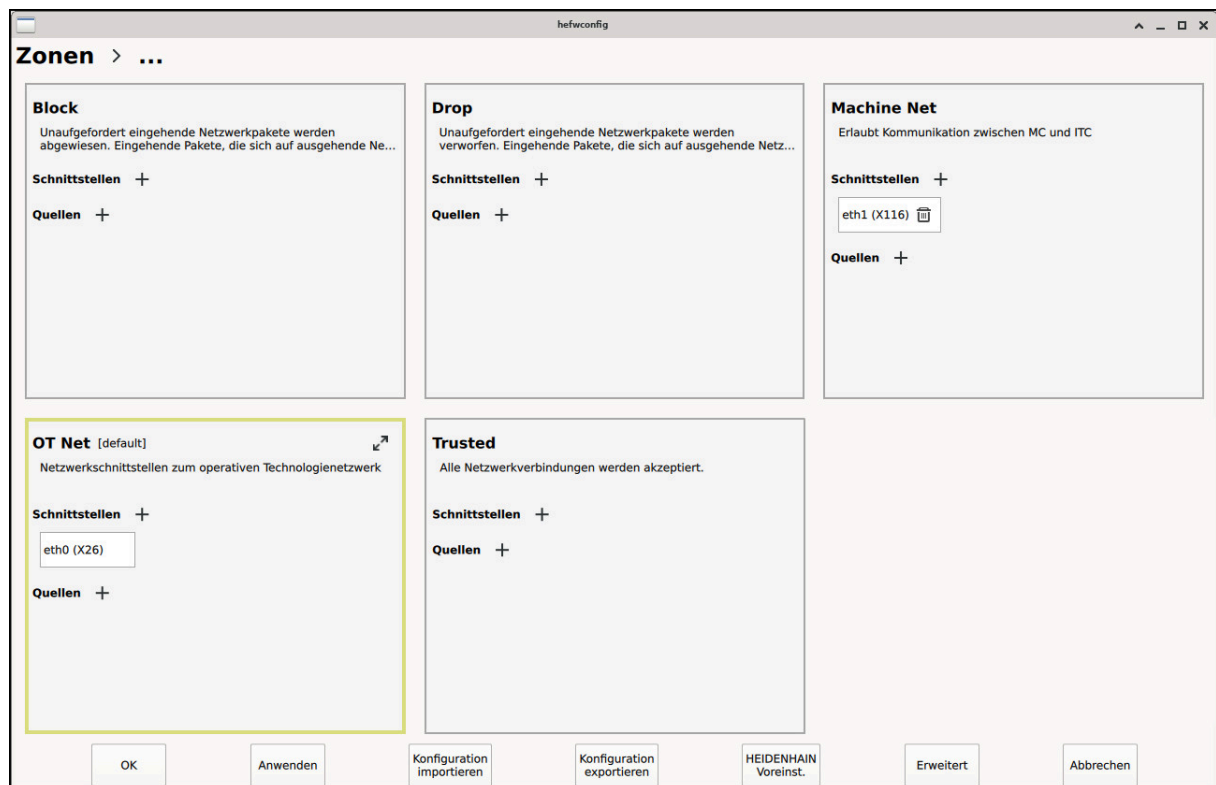 hefwconfig
Zonen > ...
Block
Unaufgefordert eingehende Netzwerkpakete werden
abgewiesen. Eingehende Pakete, die sich auf ausgehende Ne...
Schnittstellen +
Quellen +
Drop
Unaufgefordert eingehende Netzwerkpakete werden
verworfen. Eingehende Pakete, die sich auf ausgehende Netz...
Schnittstellen +
Quellen +
Machine Net
Erlaubt Kommunikation zwischen MC und ITC
Schnittstellen +
eth1 (X116)
Quellen +
OT Net [default]
Netzwerkschnittstellen zum operativen Technologienetzwerk
Schnittstellen +
eth0 (X26)
Quellen +
Trusted
Alle Netzwerkverbindungen werden akzeptiert.
Schnittstellen +
Quellen +
OK
Anwenden
Konfiguration
importieren
Konfiguration
exportieren
HEIDENHAIN
Voreinst.
Erweitert
Abbrechen